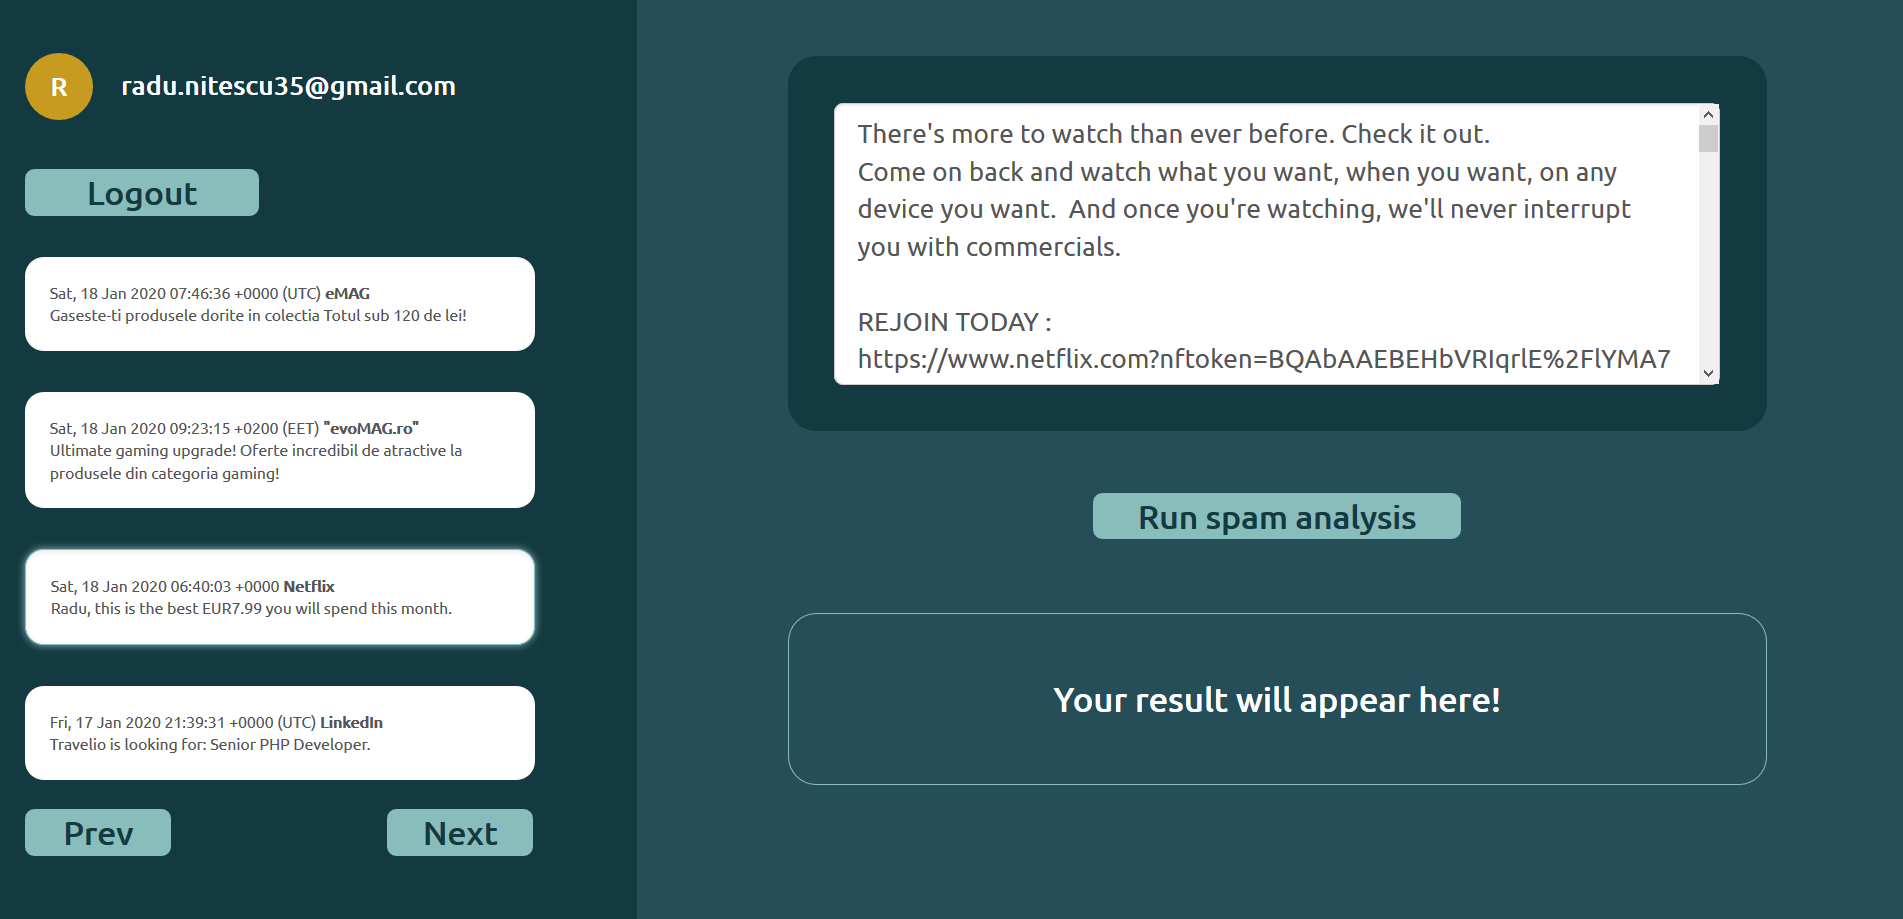 R
radu.nitescu35@gmail.com
Logout
Sat, 18 Jan 2020 07:46:36 +0000 (UTC) eMAG
Gaseste-ti produsele dorite in colectia Totul sub 120 de lei!
Sat, 18 Jan 2020 09:23:15 +0200 (EET) "evoMAG.ro"
Ultimate gaming upgrade! Oferte incredibil de atractive la
produsele din categoria gaming!
Sat, 18 Jan 2020 06:40:03 +0000 Netflix
Radu, this is the best EUR7.99 you will spend this month.
Fri, 17 Jan 2020 21:39:31 +0000 (UTC) LinkedIn
Travelio is looking for: Senior PHP Developer.
Prev
Next
There's more to watch than ever before. Check it out.
Come on back and watch what you want, when you want, on any
device you want.  And once you're watching, we'll never interrupt
you with commercials.
REJOIN TODAY :
https://www.netflix.com?nftoken=BQAbAAEBEHbVRIqrlE%2FlYMA7
Run spam analysis
Your result will appear here!